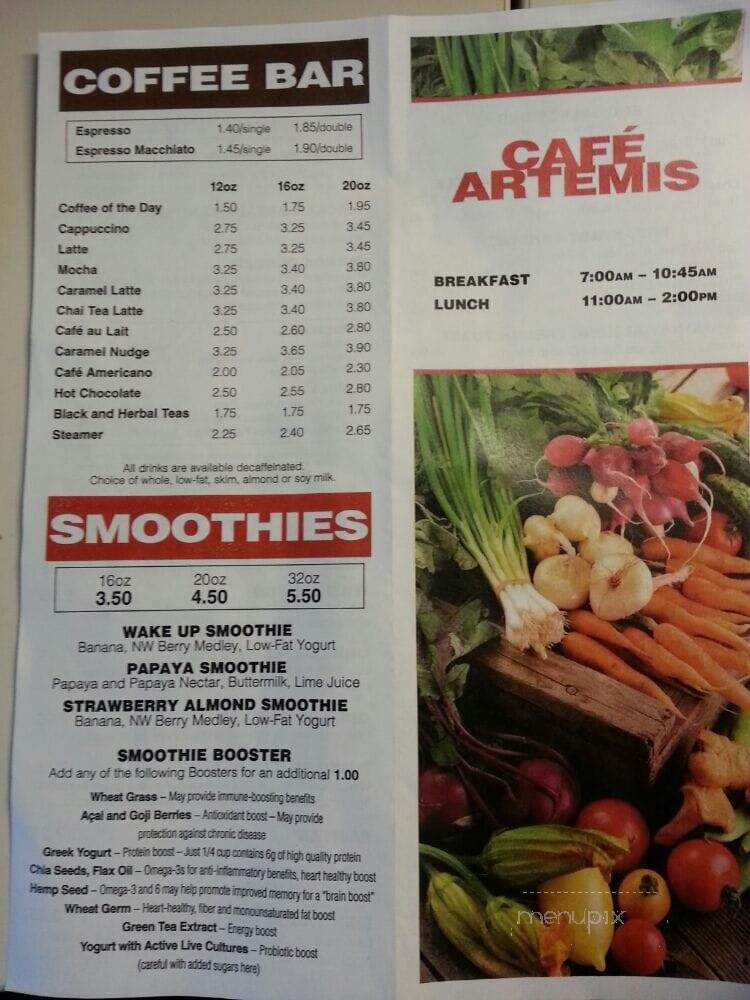 COFFEE BAR
Espresso 1.40/single 1.85/double
Espresso Macchiato 1.45/single 1.90/double
12oz 16oz 20oz
Coffee of the Day 1.50 1.75 1.95
Cappuccino 2.75 3.25 3.45
Latte 2.75 3.25 3.45
Mocha 3.25 3.40 3.80
Caramel Latte 3.25 3.40 3.80
Chai Tea Latte 3.25 3.40 3.80
Café au Lait 2.50 2.60 2.80
Caramel Nudge 3.25 3.65 3.90
Café Americano 2.00 2.05 2.30
Hot Chocolate 2.50 2.55 2.80
Black and Herbal Teas 1.75 1.75 1.75
Steamer 2.25 2.40 2.65
All drinks are available decaffeinated.
Choice of whole, low-fat, skim, almond or soy milk.
SMOOTHIES
16oz 20oz 32oz
3.50 4.50 5.50
WAKE UP SMOOTHIE
Banana, NW Berry Medley, Low-Fat Yogurt
PAPAYA SMOOTHIE
Papaya and Papaya Nectar, Buttermilk, Lime Juice
STRAWBERRY ALMOND SMOOTHIE
Banana, NW Berry Medley, Low-Fat Yogurt
SMOOTHIE BOOSTER
Add any of the following Boosters for an additional 1.00
Wheat Grass – May provide immune-boosting benefits
Açai and Goji Berries – Antioxidant boost – May provide
protection against chronic disease
Greek Yogurt – Protein boost – Just 1/4 cup contains 6g of high quality protein
Chia Seeds, Flax Oil – Omega-3s for anti-inflammatory benefits, heart healthy boost
Hemp Seed – Omega-3 and 6 may help promote improved memory for a "brain boost"
Wheat Germ – Heart-healthy, fiber and monounsaturated fat boost
Green Tea Extract – Energy boost
Yogurt with Active Live Cultures – Probiotic boost
(careful with added sugars here)
CAFÉ
ARTEMIS
BREAKFAST 7:00AM – 10:45AM
LUNCH 11:00AM – 2:00PM
menupix